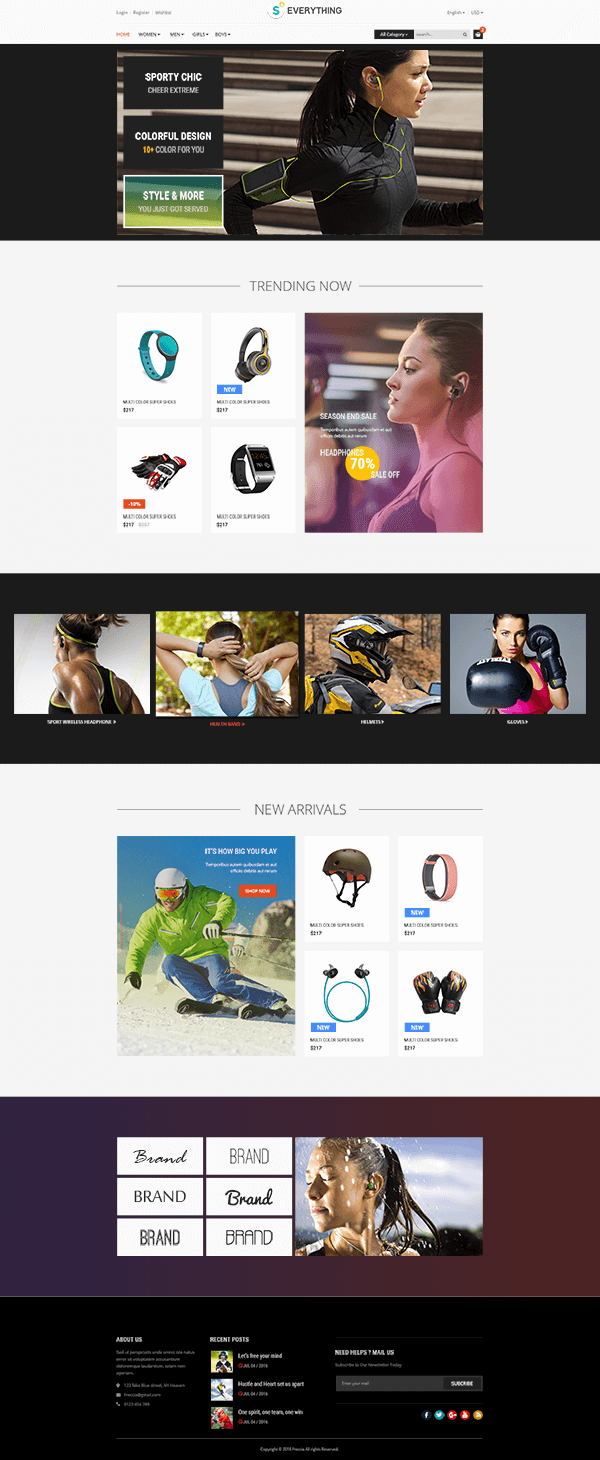 Login | Register | Wishlist
S EVERYTHING
English
USD
HOME
WOMEN
MEN
GIRLS
BOYS
All Category
Search...
SPORTY CHIC
CHEER EXTREME
COLORFUL DESIGN
10+ COLOR FOR YOU
STYLE & MORE
YOU JUST GOT SERVED
TRENDING NOW
MULTI COLOR SUPER SHOES
$217
NEW
MULTI COLOR SUPER SHOES
$217
SEASON END SALE
Temporibus autem quibusdam et aut
officiis debitis aut rerum
HEADPHONES
70%
SALE OFF
-10%
MULTI COLOR SUPER SHOES
$217 $267
MULTI COLOR SUPER SHOES
$217
SPORT WIRELESS HEADPHONE >
HEALTH BAND >
HELMETS >
GLOVES >
NEW ARRIVALS
IT'S HOW BIG YOU PLAY
Temporibus autem quibusdam et aut
officiis debitis aut rerum
SHOP NOW
MULTI COLOR SUPER SHOES
$217
NEW
MULTI COLOR SUPER SHOES
$217
NEW
MULTI COLOR SUPER SHOES
$217
NEW
MULTI COLOR SUPER SHOES
$217
Brand
BRAND
BRAND
Brand
BRAND
BRAND
ABOUT US
Sed ut perspiciatis unde omnis iste natus
error sit voluptatem accusantium
doloremque laudantium, totam rem
aperiam.
123 Take Blue street, NY Heaven
Freccia@gmail.com
0123 456 789
RECENT POSTS
Let's free your mind
JUL 04 / 2016
Hustle and Heart set us apart
JUL 04 / 2016
One spirit, one team, one win
JUL 04 / 2016
NEED HELPS ? MAIL US
Subscribe to Our Newsletter Today
Enter your mail
SUBCRIBE
Copyright © 2016 Freccia All rights Reserved.